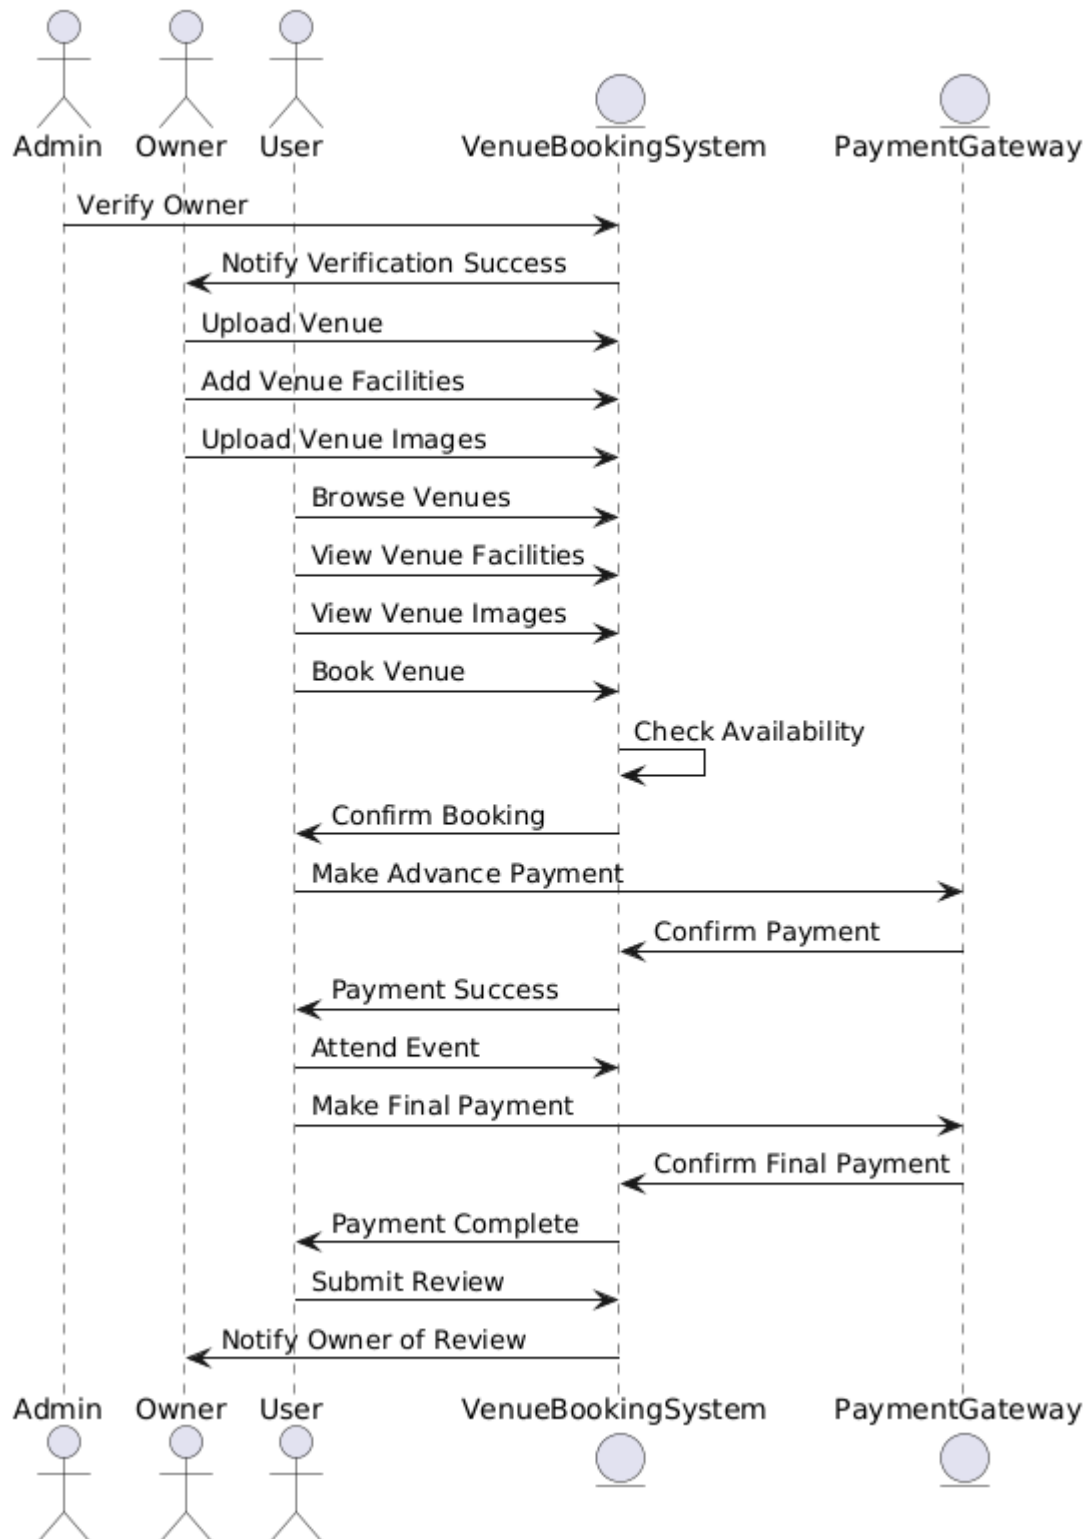 Admin Owner User VenueBookingSystem PaymentGateway
Verify Owner
Notify Verification Success
Upload Venue
Add Venue Facilities
Upload Venue Images
Browse Venues
View Venue Facilities
View Venue Images
Book Venue
Check Availability
Confirm Booking
Make Advance Payment
Confirm Payment
Payment Success
Attend Event
Make Final Payment
Confirm Final Payment
Payment Complete
Submit Review
Notify Owner of Review
Admin Owner User VenueBookingSystem PaymentGateway